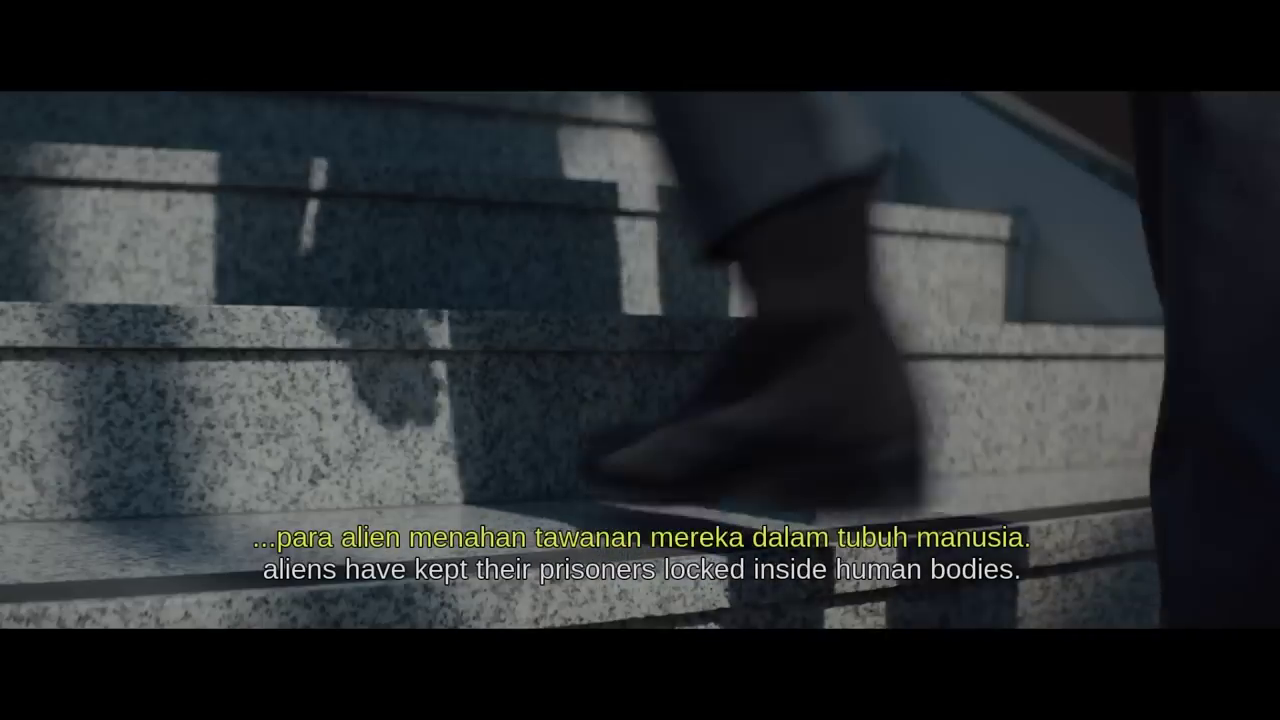 ...para alien menahan tawanan mereka dalam tubuh manusia.
aliens have kept their prisoners locked inside human bodies.